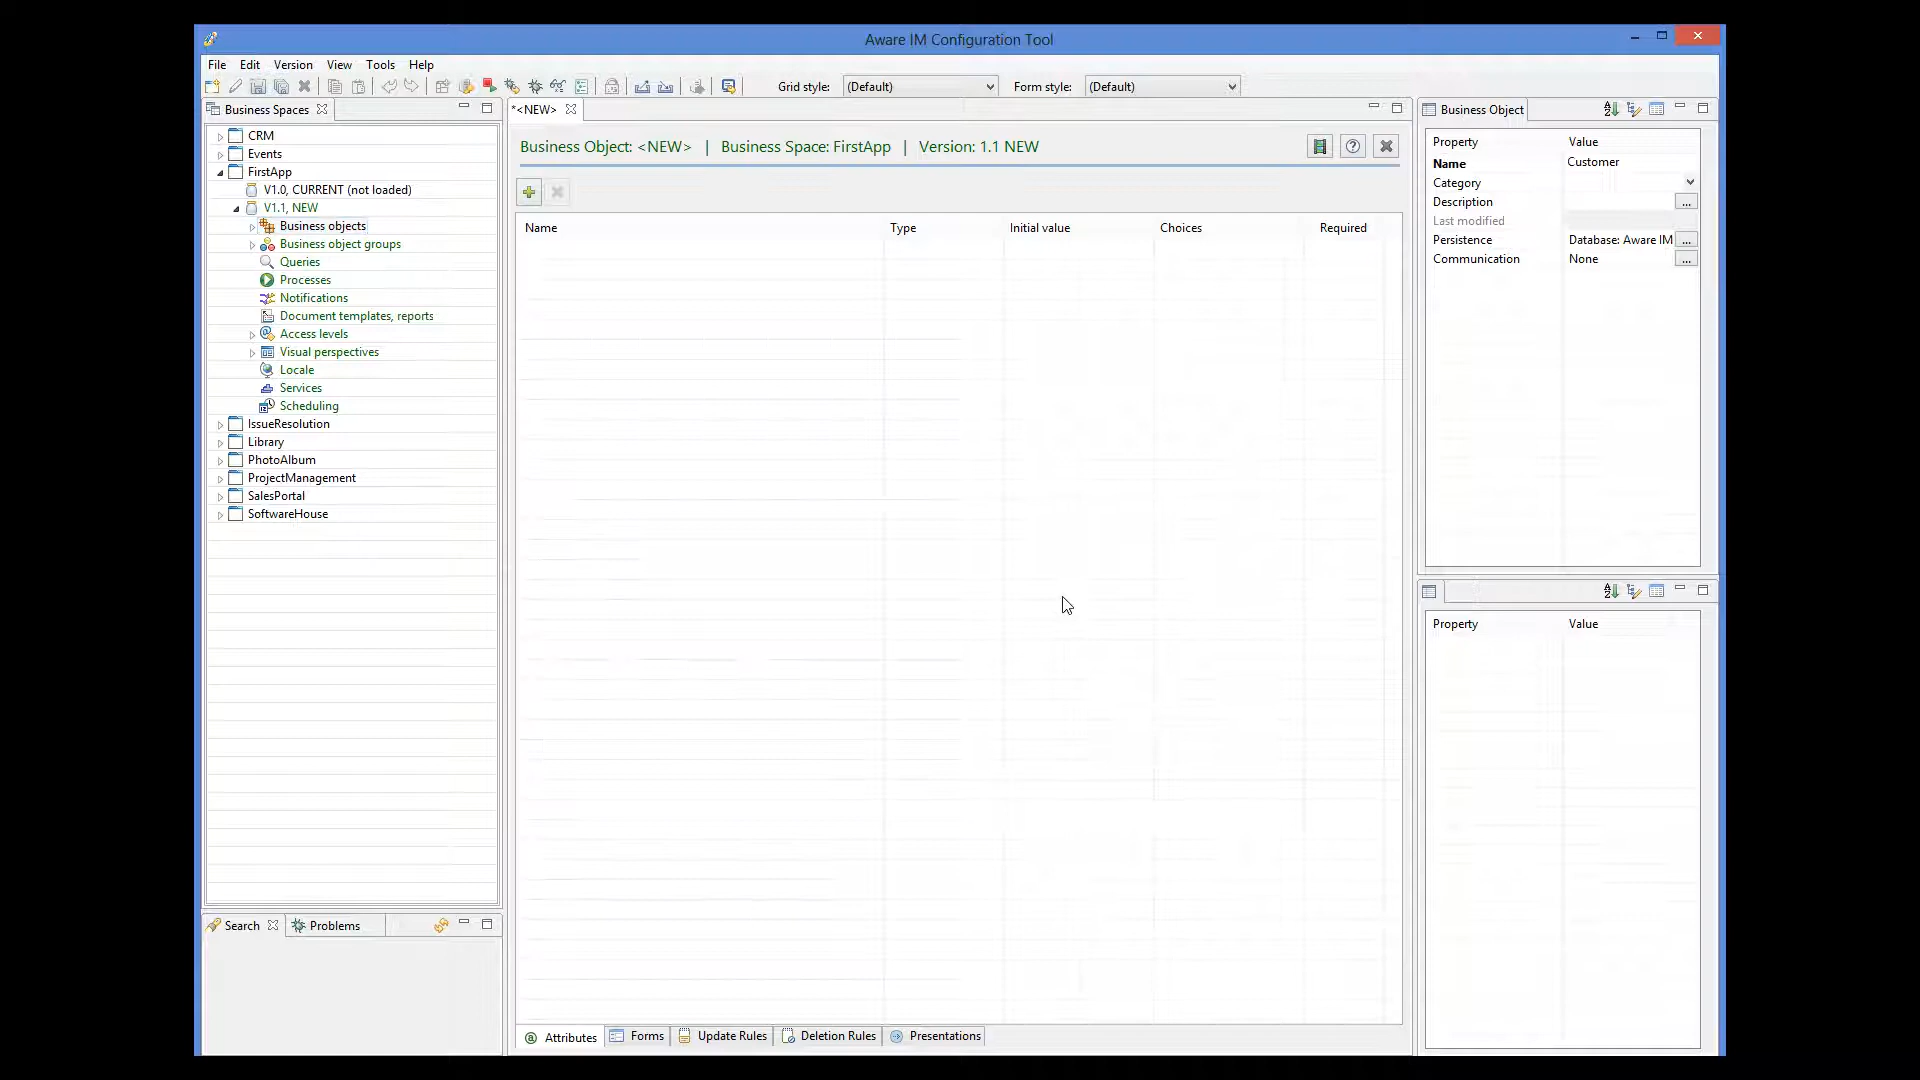 Aware IM Configuration Tool
File Edit Version View Tools Help
Grid style: (Default) Form style: (Default)
Business Spaces
CRM
Events
FirstApp
V1.0, CURRENT (not loaded)
V1.1, NEW
Business objects
Business object groups
Queries
Processes
Notifications
Document templates, reports
Access levels
Visual perspectives
Locale
Services
Scheduling
IssueResolution
Library
PhotoAlbum
ProjectManagement
SalesPortal
SoftwareHouse
Search Problems
*<NEW>
Business Object: <NEW> | Business Space: FirstApp | Version: 1.1 NEW
Name Type Initial value Choices Required
Attributes Forms Update Rules Deletion Rules Presentations
Business Object
Property Value
Name Customer
Category
Description ...
Last modified
Persistence Database: Aware IM ...
Communication None ...
Property Value